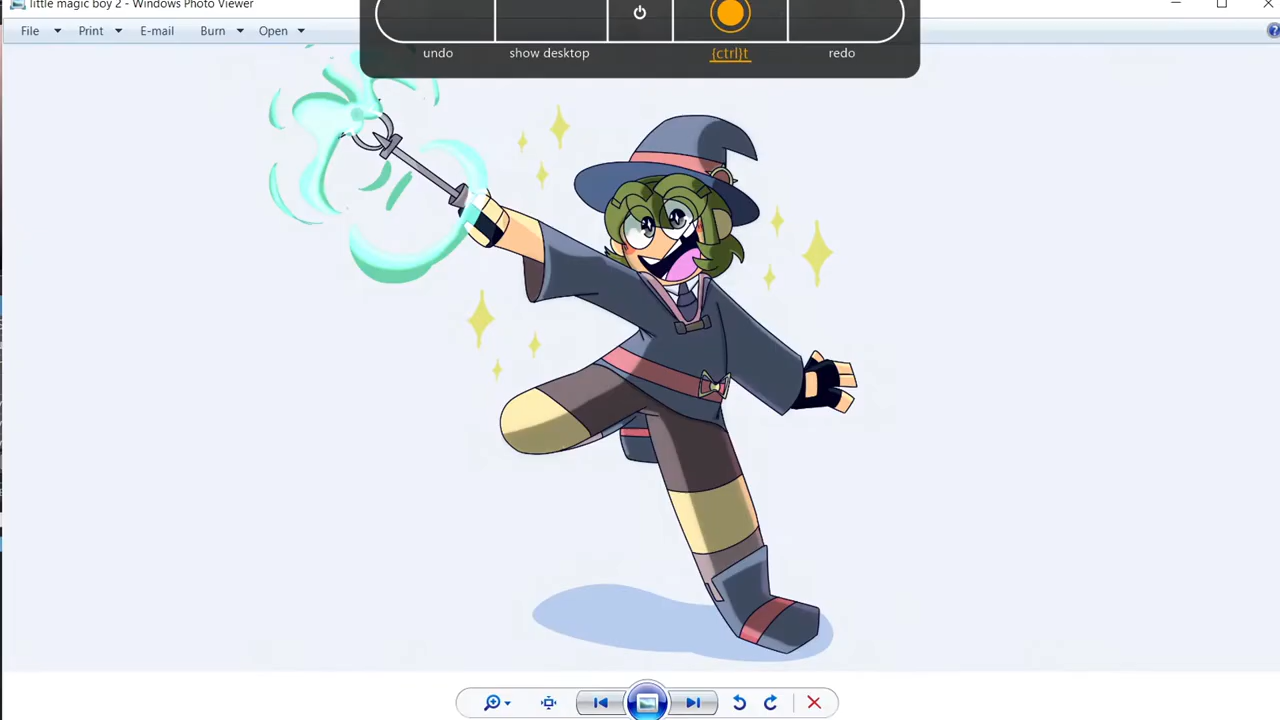 little magic boy 2 - Windows Photo Viewer
File Print E-mail Burn Open
undo show desktop {ctrl}t redo